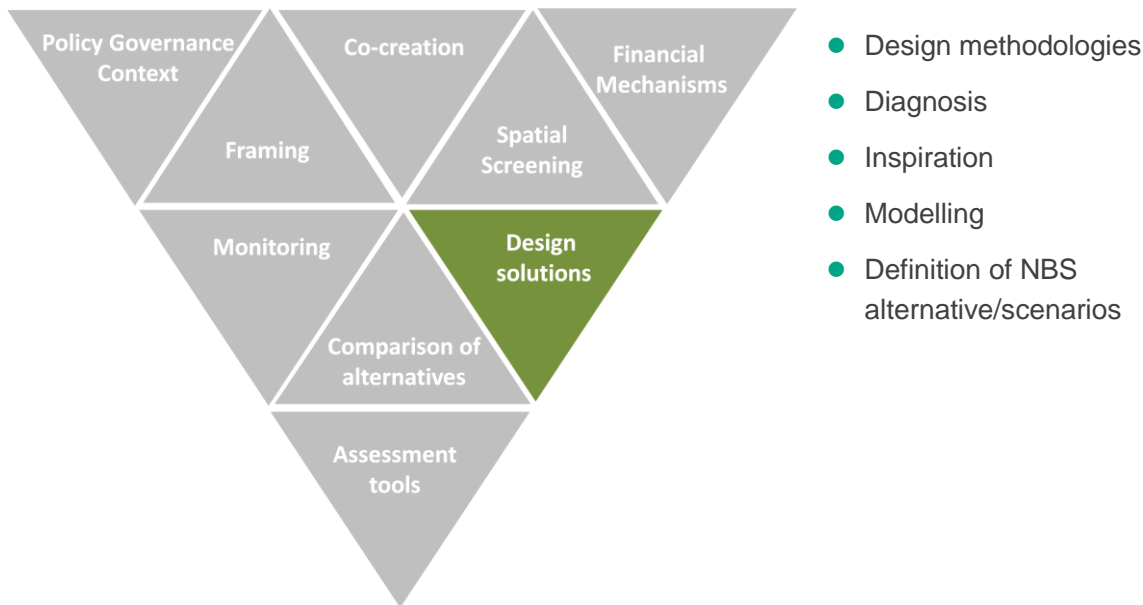 Policy Governance
Context
Co-creation
Financial
Mechanisms
Framing
Spatial
Screening
Monitoring
Design
solutions
Comparison of
alternatives
Assessment
tools
Design methodologies
Diagnosis
Inspiration
Modelling
Definition of NBS
alternative/scenarios